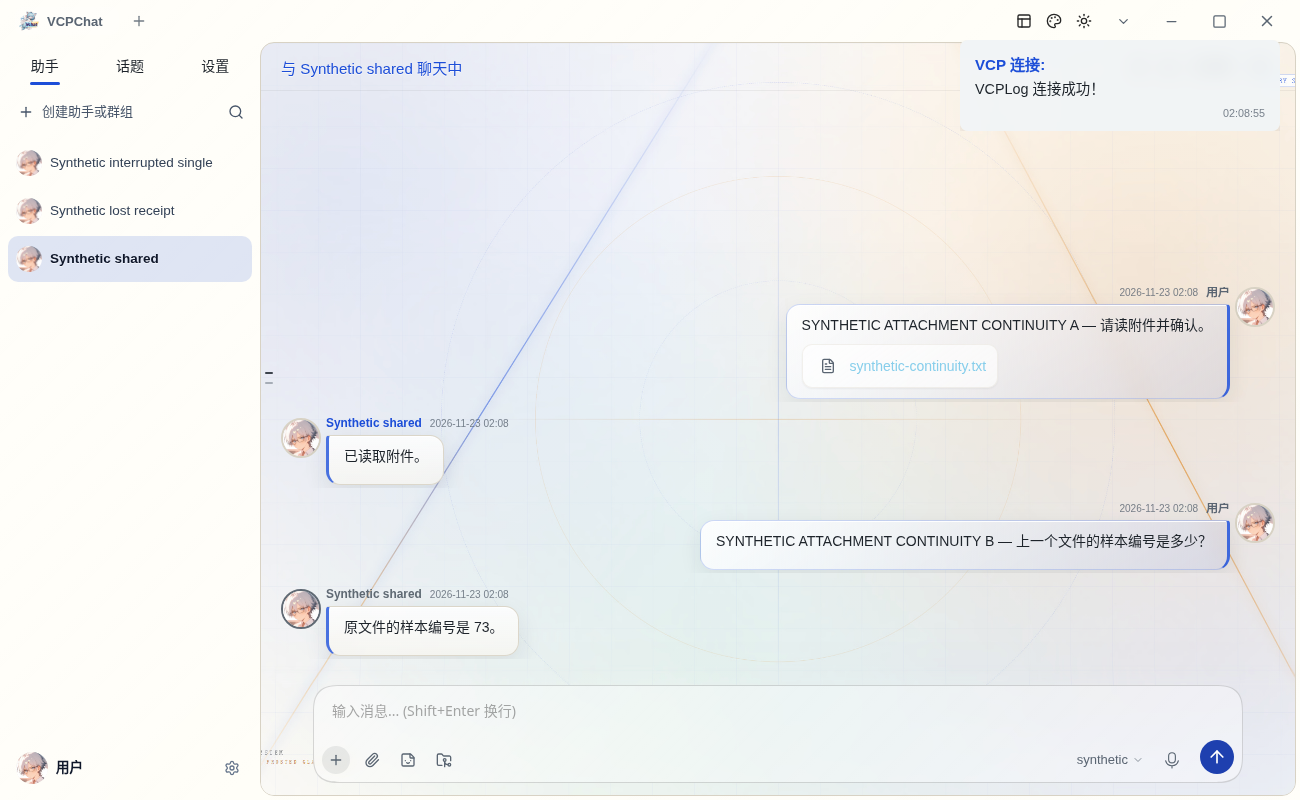 VCPChat
助手
话题
设置
创建助手或群组
Synthetic interrupted single
Synthetic lost receipt
Synthetic shared
用户
与 Synthetic shared 聊天中
VCP 连接:
VCPLog 连接成功!
02:08:55
2026-11-23 02:08 用户
SYNTHETIC ATTACHMENT CONTINUITY A — 请读附件并确认。
synthetic-continuity.txt
Synthetic shared 2026-11-23 02:08
已读取附件。
2026-11-23 02:08 用户
SYNTHETIC ATTACHMENT CONTINUITY B — 上一个文件的样本编号是多少?
Synthetic shared 2026-11-23 02:08
原文件的样本编号是 73。
输入消息... (Shift+Enter 换行)
synthetic